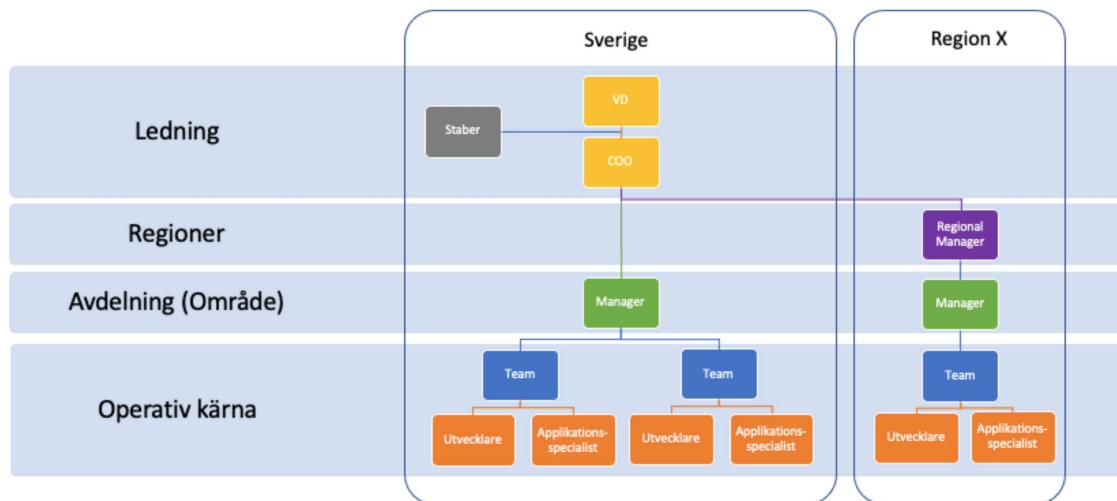 Sverige
Region X
Ledning
VD
Staber
COO
Regioner
Regional
Manager
Avdelning (Område)
Manager
Manager
Operativ kärna
Team
Team
Team
Utvecklare
Applikations-
specialist
Utvecklare
Applikations-
specialist
Utvecklare
Applikations-
specialist